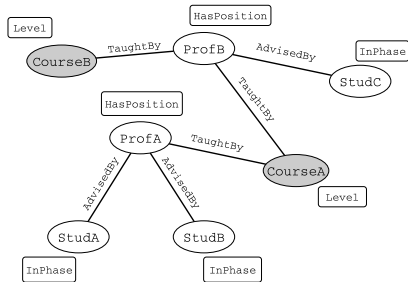 HasPosition
Level
TaughtBy
ProfB
AdvisedBy
InPhase
CourseB
StudC
TaughtBy
HasPosition
ProfA
TaughtBy
AdvisedBy
AdvisedBy
CourseA
Level
StudA
StudB
InPhase
InPhase